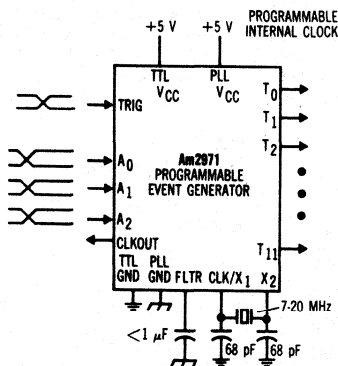 PROGRAMMABLE
INTERNAL CLOCK
+5 V
+5 V
TTL
VCC
PLL
VCC
TRIG
A0
A1
A2
CLKOUT
Am2971
PROGRAMMABLE
EVENT GENERATOR
T0
T1
T2
T11
TTL
GND
PLL
GND
FLTR
CLK/X1
X2
7-20 MHz
<1 μF
68 pF
68 pF